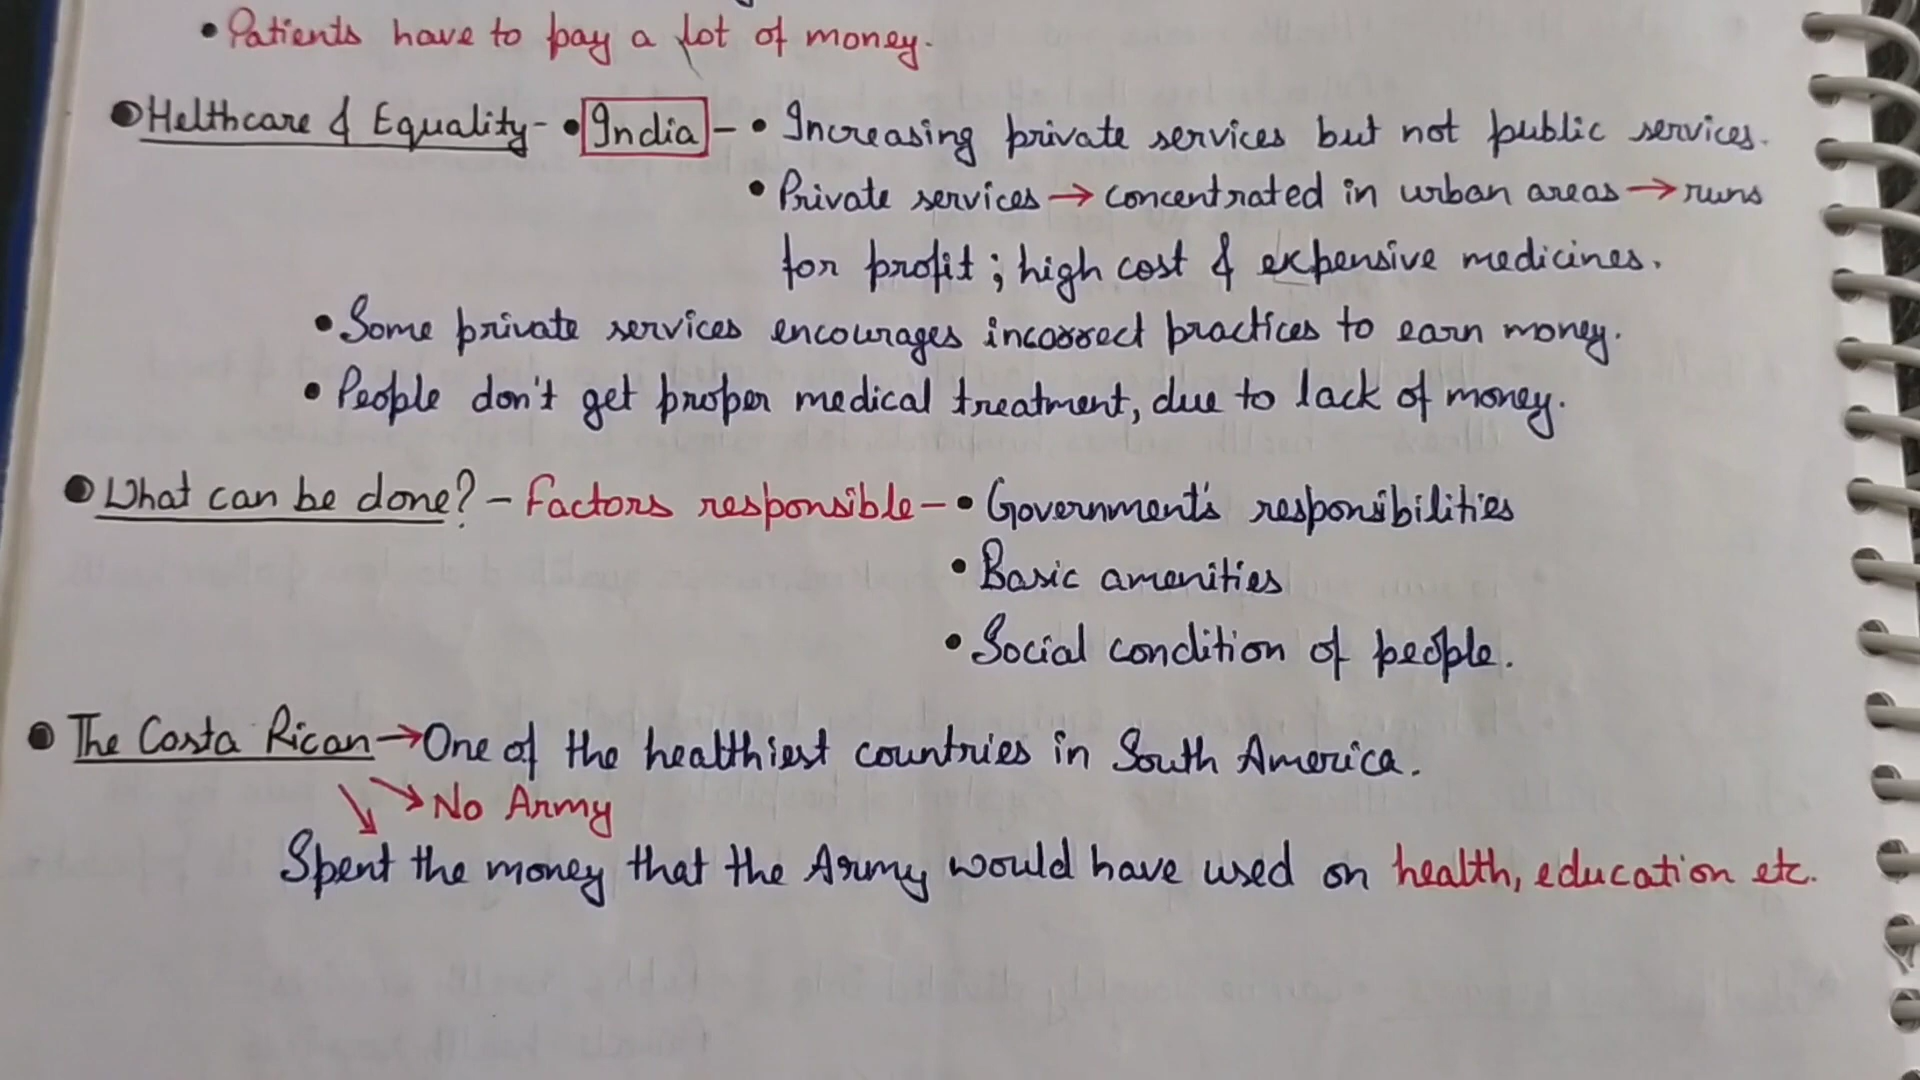 • Patients have to pay a lot of money.
• Helthcare & Equality - • India - • Increasing private services but not public services.
• Private services → concentrated in urban areas → runs
for profit ; high cost & expensive medicines.
• Some private services encourages incorrect practices to earn money.
• People don't get proper medical treatment, due to lack of money.
• What can be done? - Factors responsible - • Government's responsibilities
• Basic amenities
• Social condition of people.
• The Costa Rican → One of the healthiest countries in South America.
→ No Army
Spent the money that the Army would have used on health, education etc.